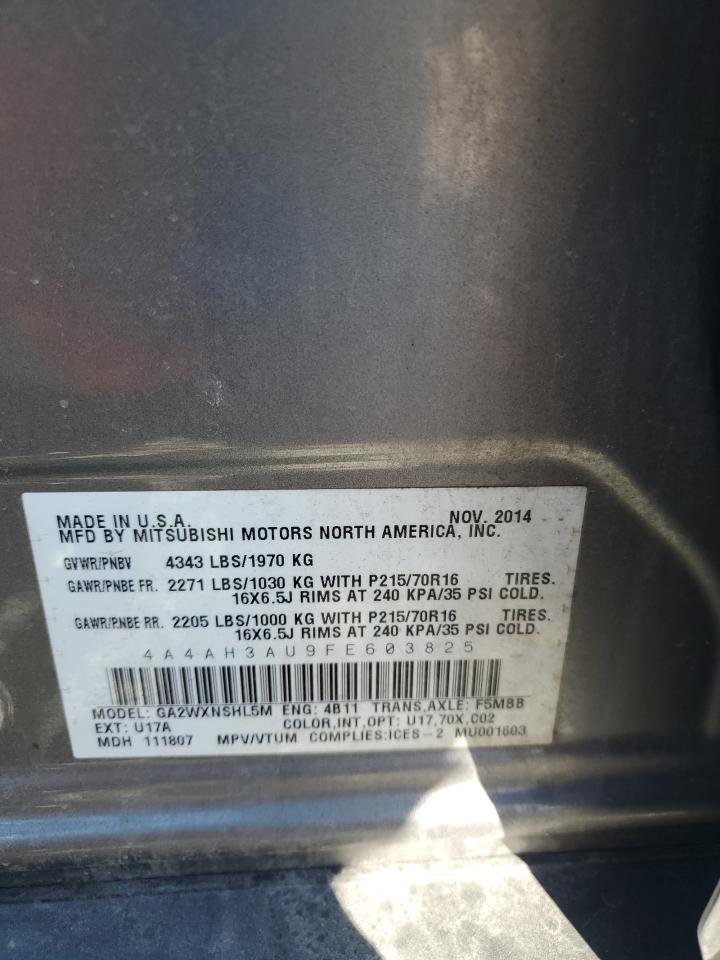 MADE IN U.S.A. NOV. 2014
MFD BY MITSUBISHI MOTORS NORTH AMERICA, INC.
GVWR/PNBV 4343 LBS/1970 KG
GAWR/PNBE FR. 2271 LBS/1030 KG WITH P215/70R16 TIRES.
16X6.5J RIMS AT 240 KPA/35 PSI COLD.
GAWR/PNBE RR. 2205 LBS/1000 KG WITH P215/70R16 TIRES.
16X6.5J RIMS AT 240 KPA/35 PSI COLD.
4A4AH3AU9FE603825
MODEL: GA2WXNSHL5M ENG: 4B11 TRANS,AXLE: F5MBB
EXT: U17A COLOR,INT,OPT: U17,70X,C02
MDH 111807 MPV/VTUM COMPLIES:ICES-2 MU001603